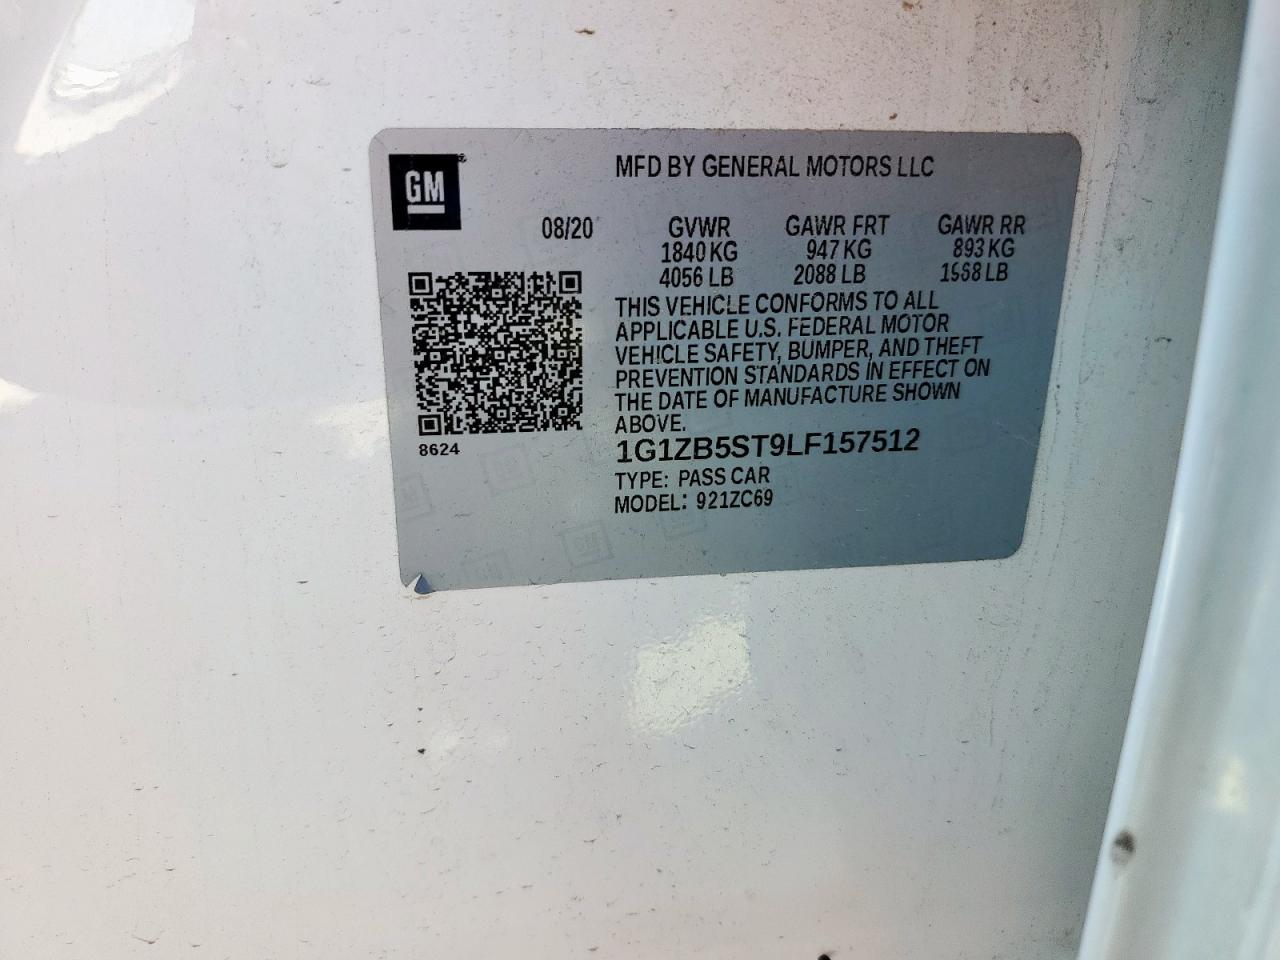 GM®
MFD BY GENERAL MOTORS LLC
08/20 GVWR GAWR FRT GAWR RR
1840 KG 947 KG 893 KG
4056 LB 2088 LB 1968 LB
THIS VEHICLE CONFORMS TO ALL
APPLICABLE U.S. FEDERAL MOTOR
VEHICLE SAFETY, BUMPER, AND THEFT
PREVENTION STANDARDS IN EFFECT ON
THE DATE OF MANUFACTURE SHOWN
ABOVE.
8624
1G1ZB5ST9LF157512
TYPE: PASS CAR
MODEL: 921ZC69